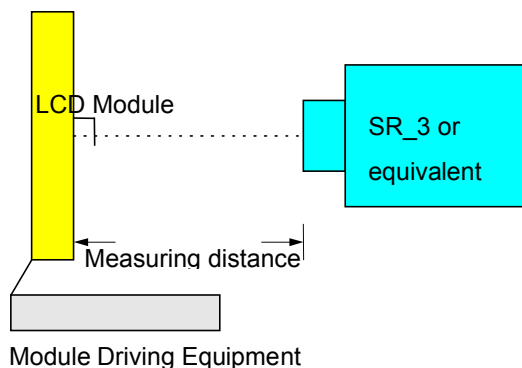 LCD Module
SR_3 or
equivalent
Measuring distance
Module Driving Equipment